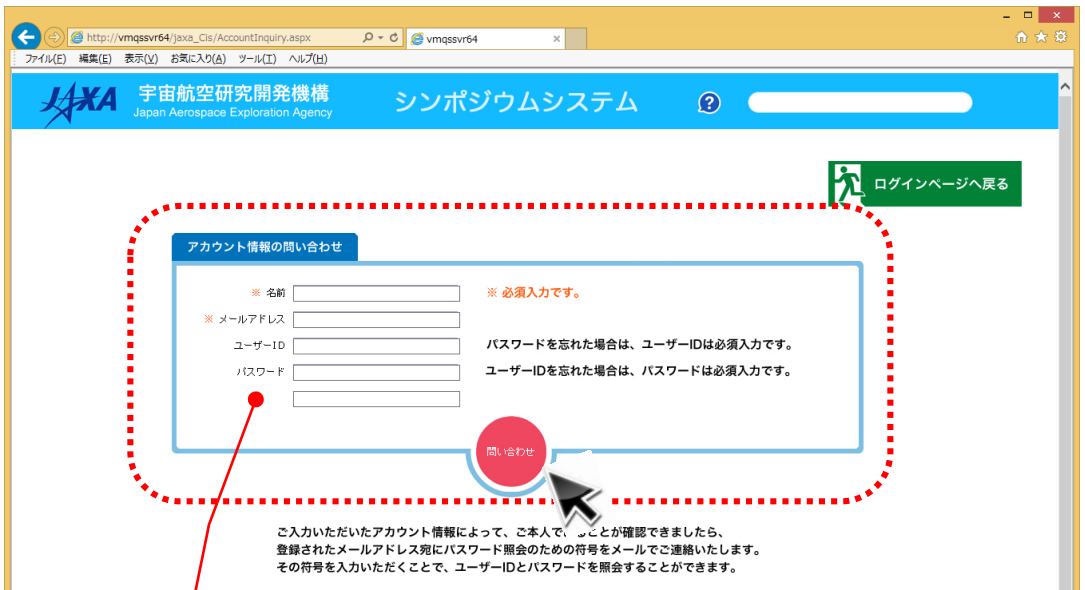 http://vmqssvr64/jaxa_Cis/AccountInquiry.aspx
vmqssvr64
ファイル(F) 編集(E) 表示(V) お気に入り(A) ツール(T) ヘルプ(H)
JAXA 宇宙航空研究開発機構
Japan Aerospace Exploration Agency
シンポジウムシステム
?
ログインページへ戻る
アカウント情報の問い合わせ
※ 名前 ※ 必須入力です。
※ メールアドレス
ユーザーID パスワードを忘れた場合は、ユーザーIDは必須入力です。
パスワード ユーザーIDを忘れた場合は、パスワードは必須入力です。
問い合わせ
ご入力いただいたアカウント情報によって、ご本人で ことが確認できましたら、
登録されたメールアドレス宛にパスワード照会のための符号をメールでご連絡いたします。
その符号を入力いただくことで、ユーザーIDとパスワードを照会することができます。